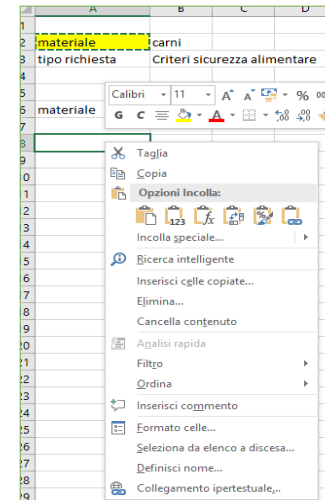 A B C D
1
2 materiale carni
3 tipo richiesta Criteri sicurezza alimentare
4
5
6 materiale
7
8
9
0
1
2
3
4
5
6
7
8
9
20
21
22
23
24
25
26
27
28
29
Calibri 11 A A %
G C A
Taglia
Copia
Opzioni Incolla:
123 fx %
Incolla speciale...
Ricerca intelligente
Inserisci celle copiate...
Elimina...
Cancella contenuto
Analisi rapida
Filtro
Ordina
Inserisci commento
Formato celle...
Seleziona da elenco a discesa...
Definisci nome...
Collegamento ipertestuale...